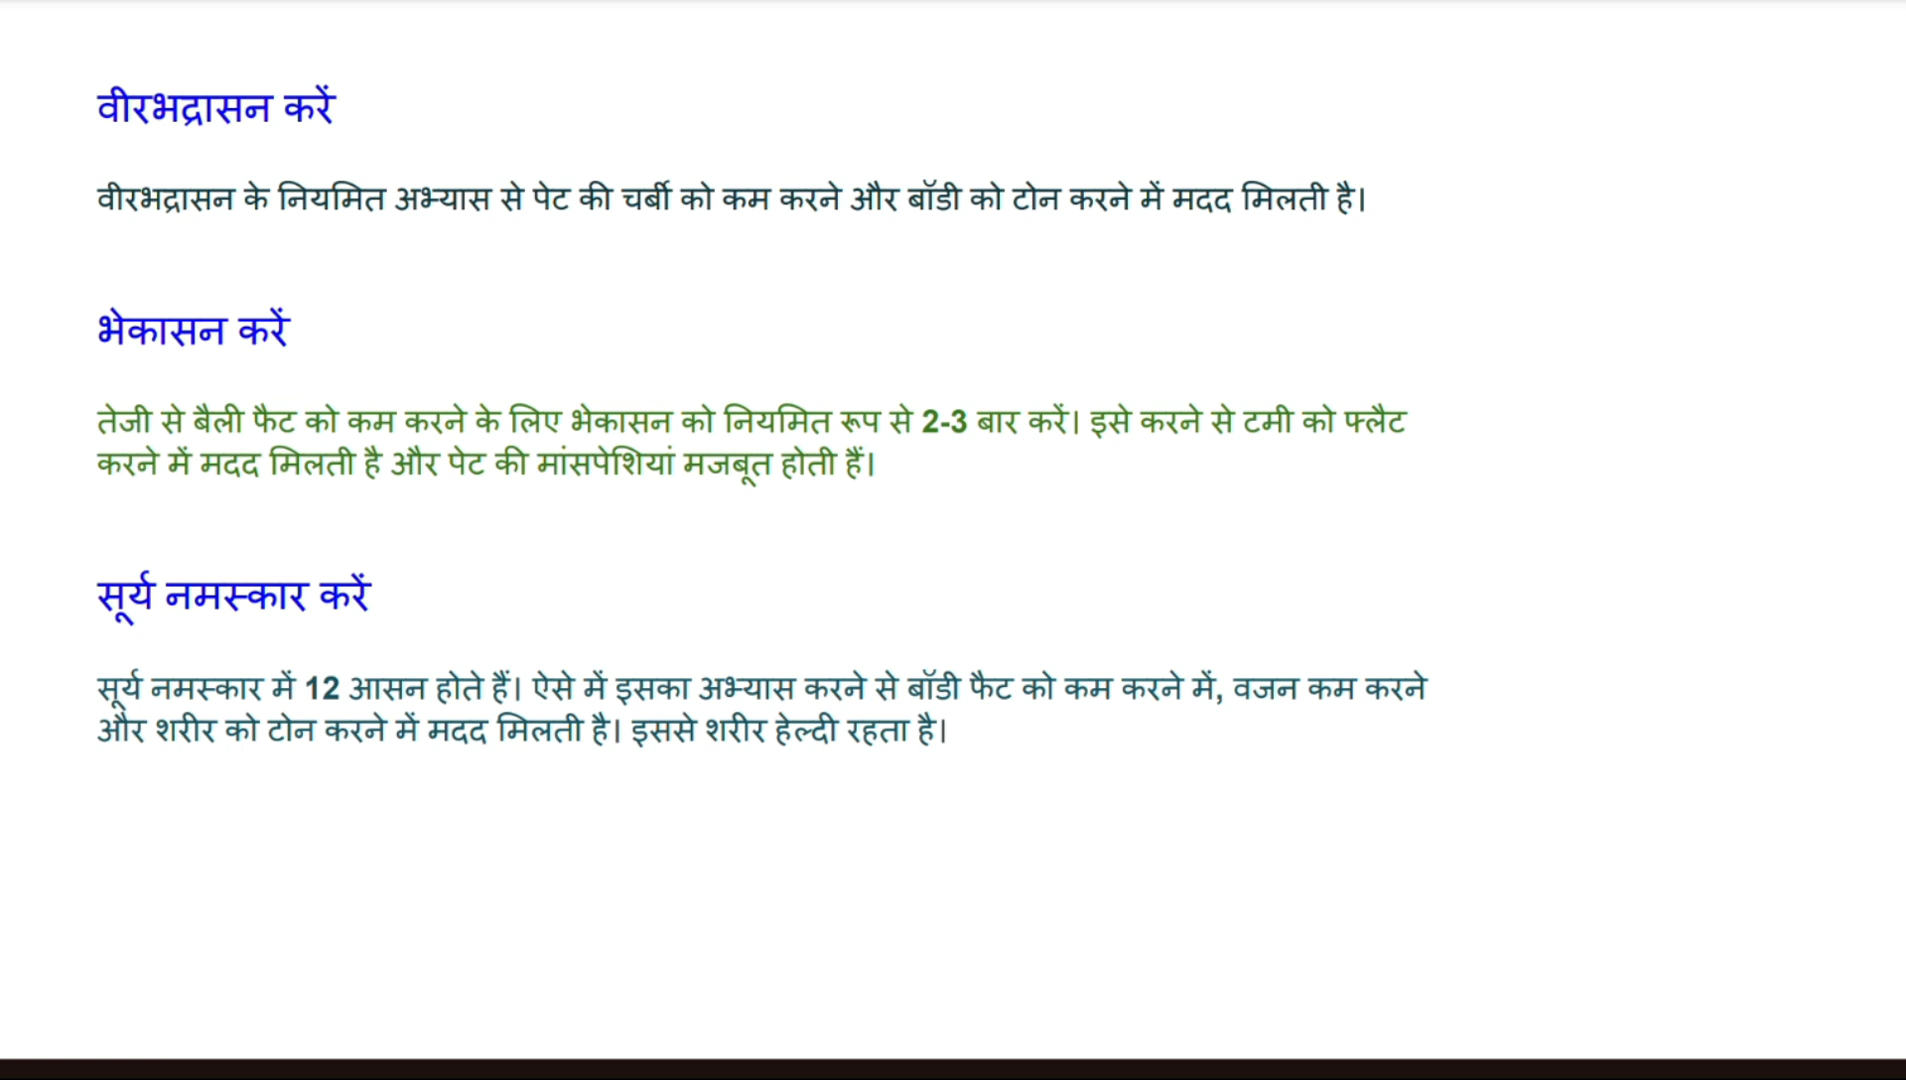 वीरभद्रासन करें
वीरभद्रासन के नियमित अभ्यास से पेट की चर्बी को कम करने और बॉडी को टोन करने में मदद मिलती है।
भेकासन करें
तेजी से बैली फैट को कम करने के लिए भेकासन को नियमित रूप से 2-3 बार करें। इसे करने से टमी को फ्लैट
करने में मदद मिलती है और पेट की मांसपेशियां मजबूत होती हैं।
सूर्य नमस्कार करें
सूर्य नमस्कार में 12 आसन होते हैं। ऐसे में इसका अभ्यास करने से बॉडी फैट को कम करने में, वजन कम करने
और शरीर को टोन करने में मदद मिलती है। इससे शरीर हेल्दी रहता है।